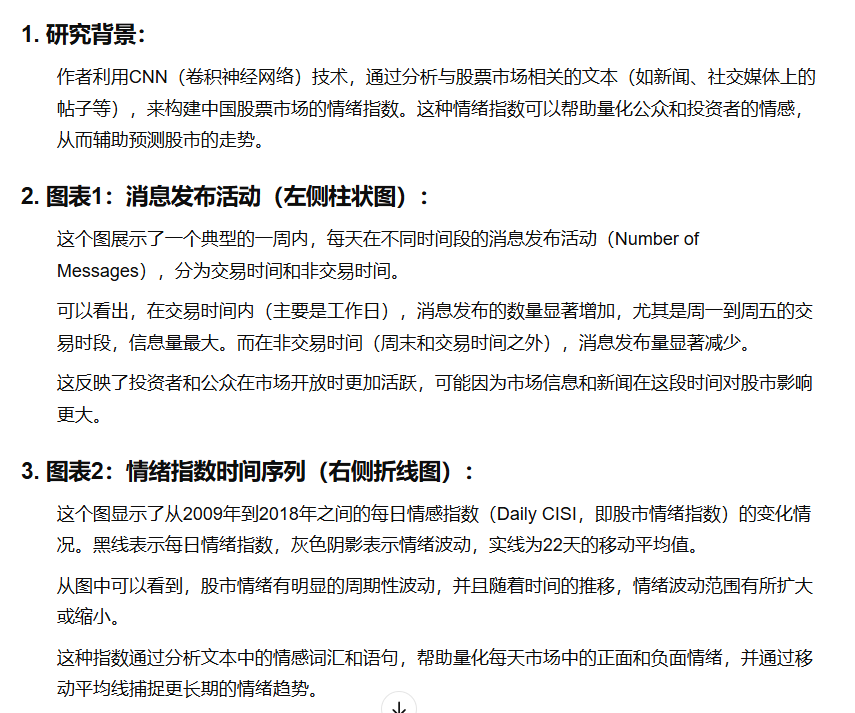 1. 研究背景：
作者利用CNN（卷积神经网络）技术，通过分析与股票市场相关的文本（如新闻、社交媒体上的
帖子等），来构建中国股票市场的情绪指数。这种情绪指数可以帮助量化公众和投资者的情感，
从而辅助预测股市的走势。
2. 图表1：消息发布活动（左侧柱状图）：
这个图展示了一个典型的一周内，每天在不同时间段的消息发布活动（Number of
Messages），分为交易时间和非交易时间。
可以看出，在交易时间内（主要是工作日），消息发布的数量显著增加，尤其是周一到周五的交
易时段，信息量最大。而在非交易时间（周末和交易时间之外），消息发布量显著减少。
这反映了投资者和公众在市场开放时更加活跃，可能因为市场信息和新闻在这段时间对股市影响
更大。
3. 图表2：情绪指数时间序列（右侧折线图）：
这个图显示了从2009年到2018年之间的每日情感指数（Daily CISI，即股市情绪指数）的变化情
况。黑线表示每日情绪指数，灰色阴影表示情绪波动，实线为22天的移动平均值。
从图中可以看到，股市情绪有明显的周期性波动，并且随着时间的推移，情绪波动范围有所扩大
或缩小。
这种指数通过分析文本中的情感词汇和语句，帮助量化每天市场中的正面和负面情绪，并通过移
动平均线捕捉更长期的情绪趋势。